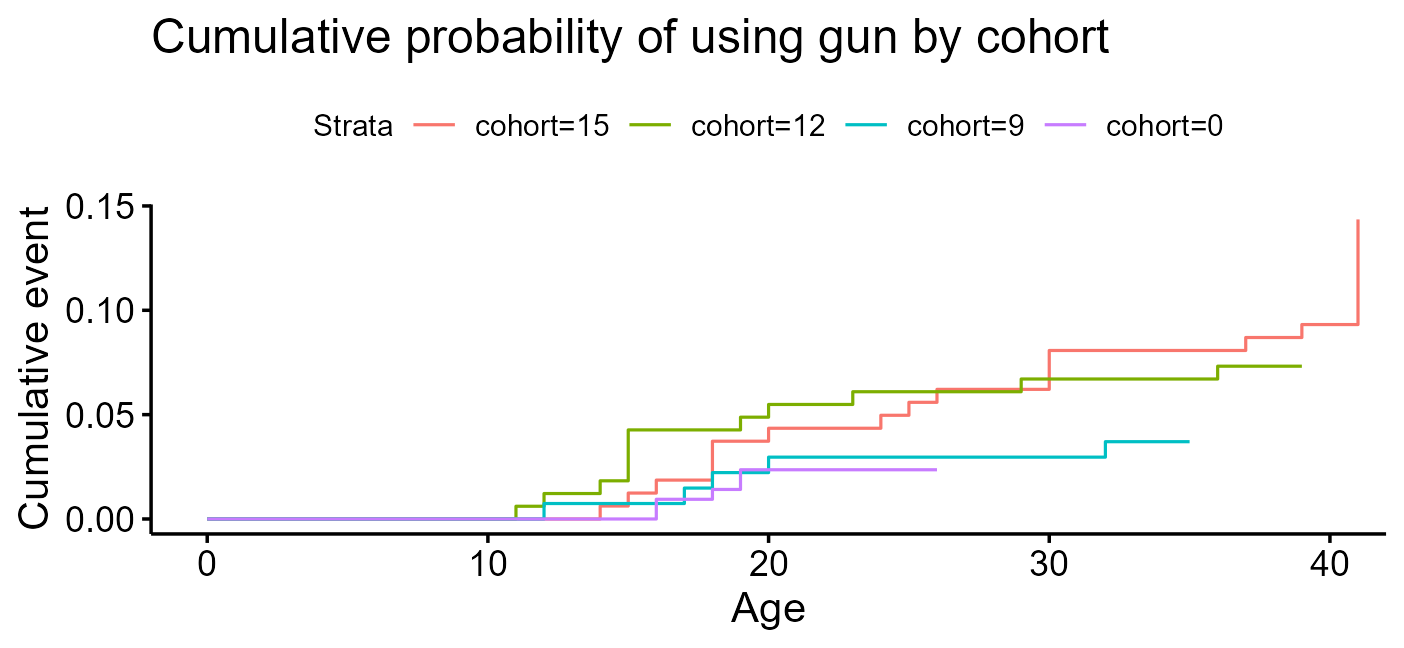 Cumulative probability of using gun by cohort
Strata cohort=15 cohort=12 cohort=9 cohort=0
Cumulative event
0.15
0.10
0.05
0.00
0 10 20 30 40
Age